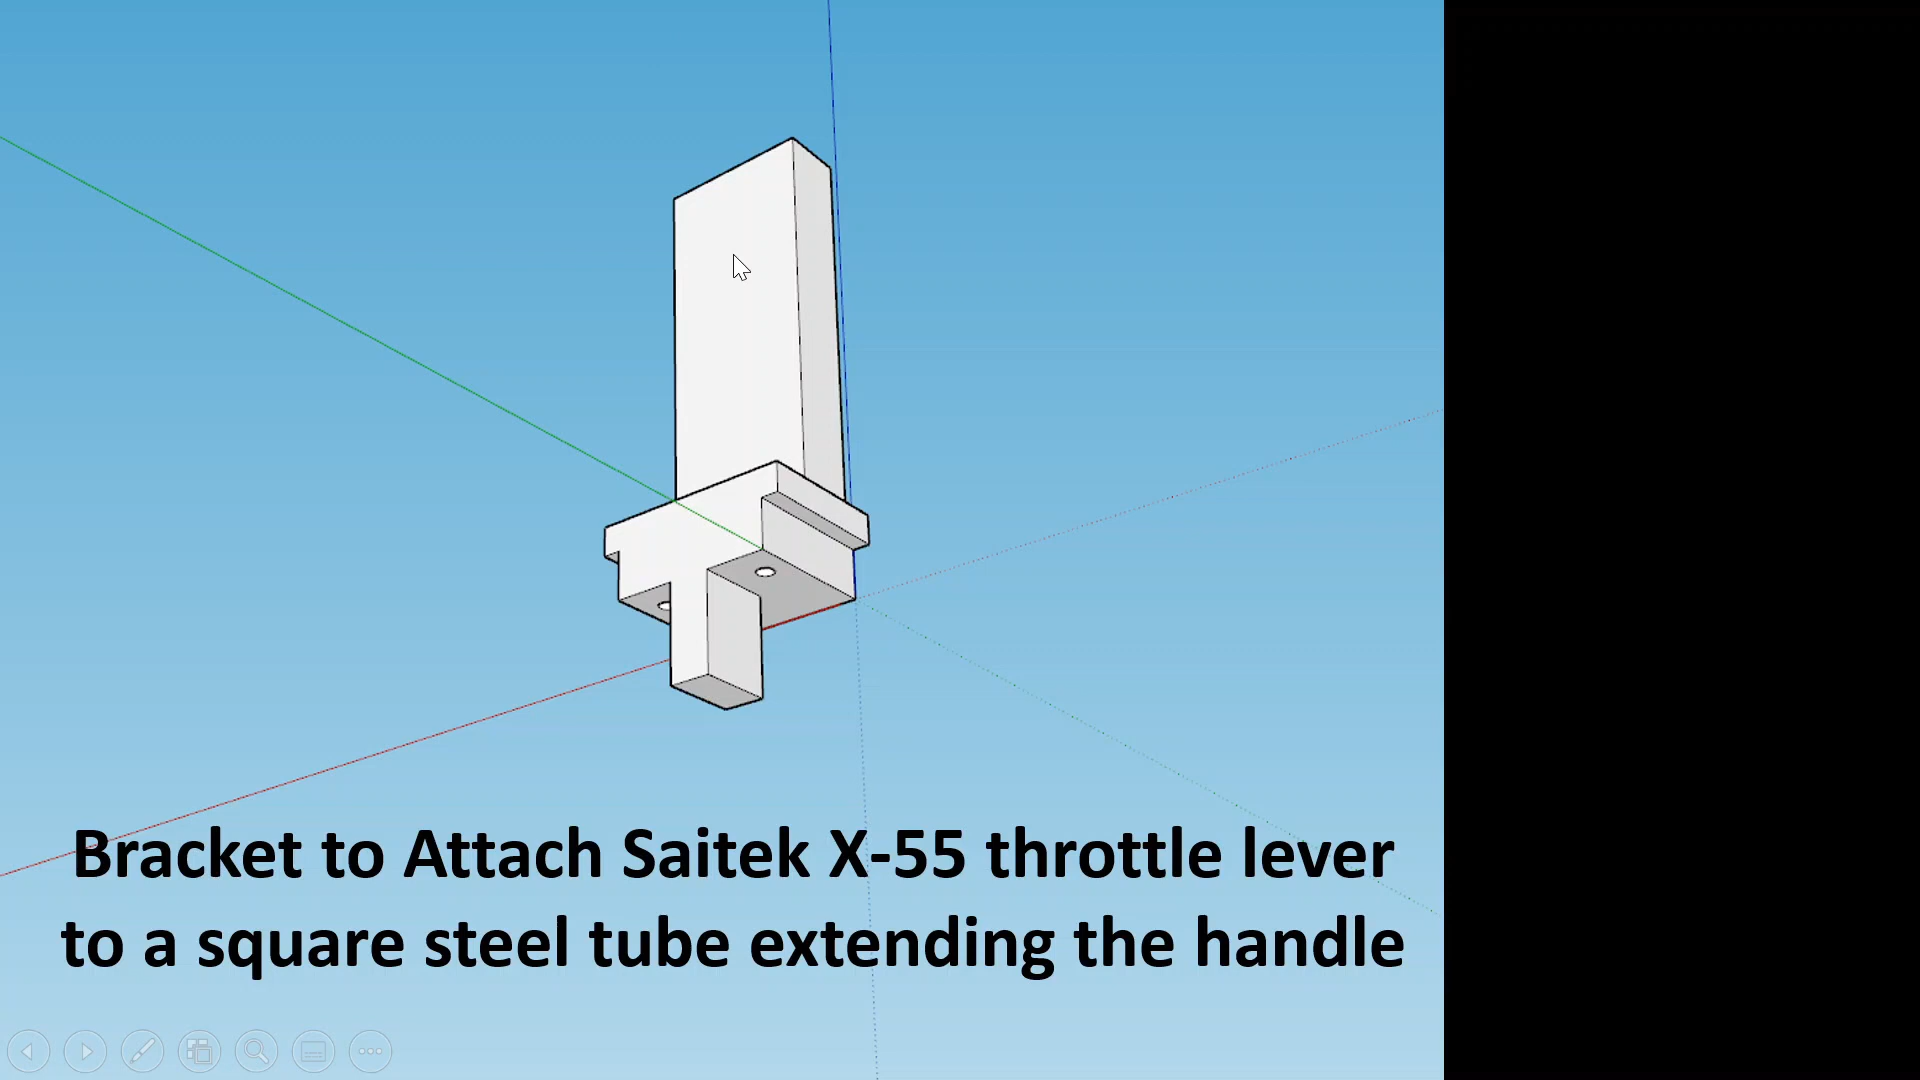 Bracket to Attach Saitek X-55 throttle lever
to a square steel tube extending the handle